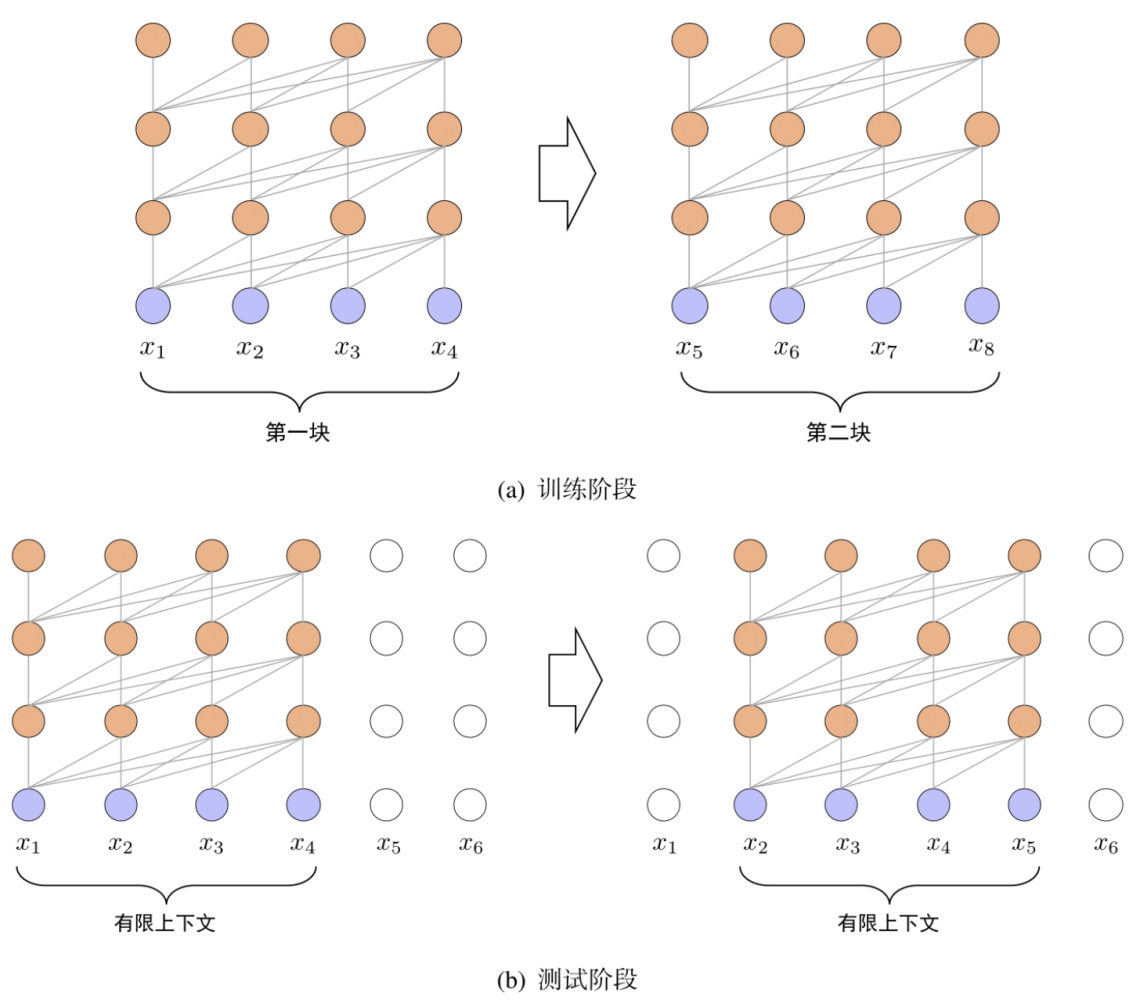 x1 x2 x3 x4 x5 x6 x7 x8
第一块 第二块
(a) 训练阶段
x1 x2 x3 x4 x5 x6 x1 x2 x3 x4 x5 x6
有限上下文 有限上下文
(b) 测试阶段